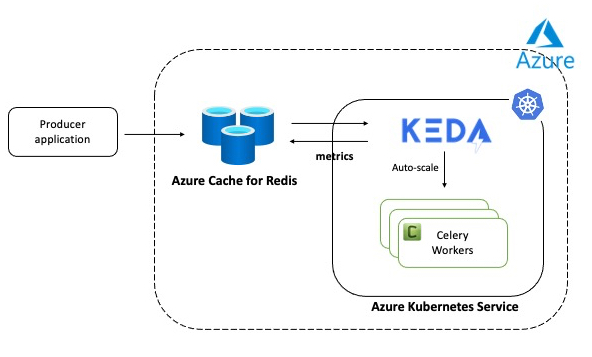 Azure
Producer
application
KEDA
metrics
Auto-scale
Azure Cache for Redis
C
Celery
Workers
Azure Kubernetes Service